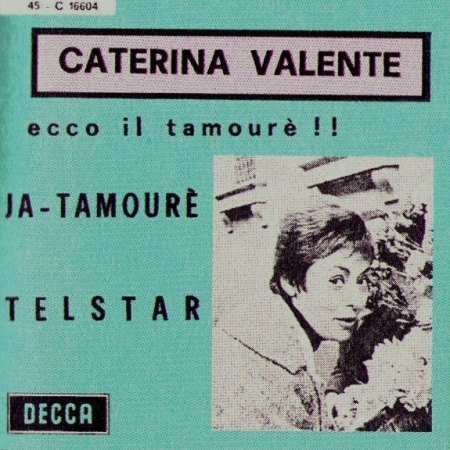 45 - C 16604
CATERINA VALENTE
ecco il tamourè !!
JA-TAMOURÈ
TELSTAR
DECCA